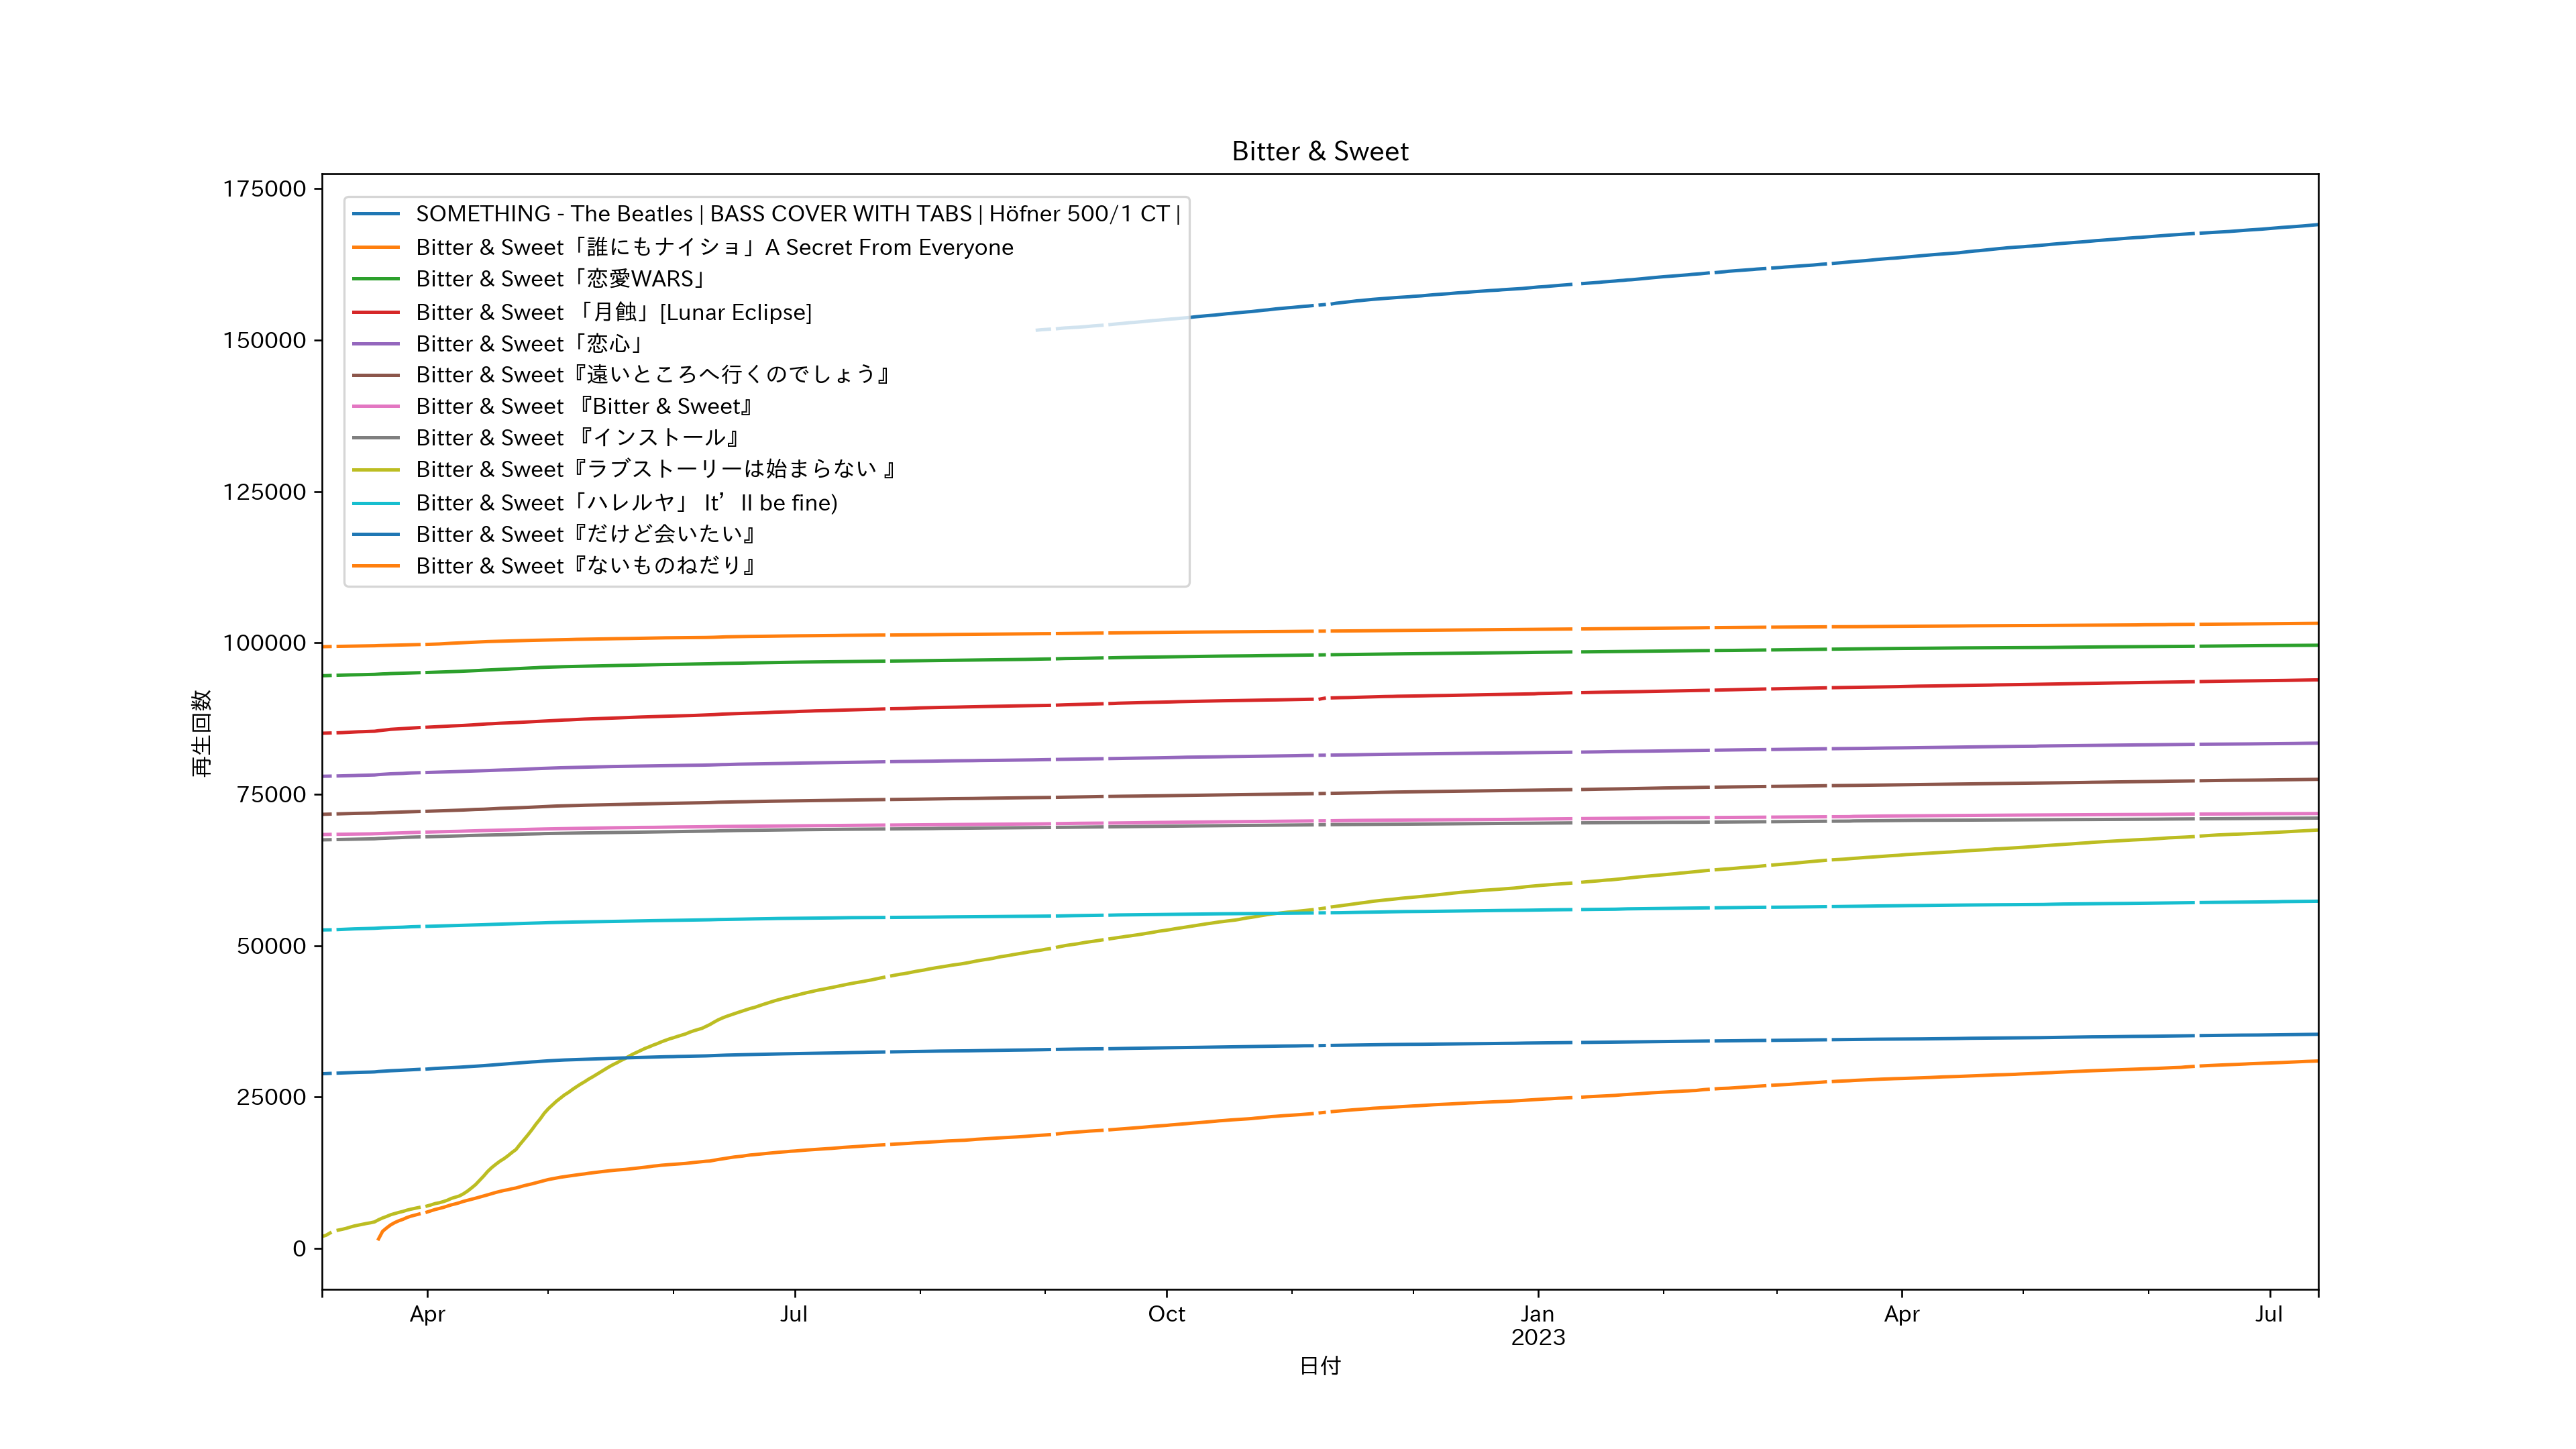 Bitter & Sweet
175000
150000
125000
100000
75000
50000
25000
0
再生回数
SOMETHING - The Beatles | BASS COVER WITH TABS | Höfner 500/1 CT |
Bitter & Sweet「誰にもナイショ」A Secret From Everyone
Bitter & Sweet「恋愛WARS」
Bitter & Sweet 「月蝕」[Lunar Eclipse]
Bitter & Sweet「恋心」
Bitter & Sweet『遠いところへ行くのでしょう』
Bitter & Sweet 『Bitter & Sweet』
Bitter & Sweet 『インストール』
Bitter & Sweet『ラブストーリーは始まらない 』
Bitter & Sweet「ハレルヤ」 It’ll be fine)
Bitter & Sweet『だけど会いたい』
Bitter & Sweet『ないものねだり』
Apr Jul Oct Jan Apr Jul
2023
日付